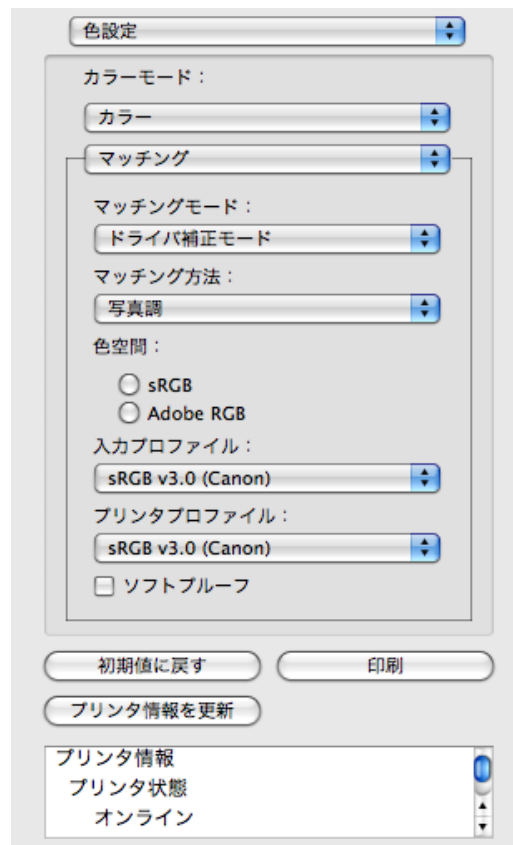 色設定
カラーモード：
カラー
マッチング
マッチングモード：
ドライバ補正モード
マッチング方法：
写真調
色空間：
sRGB
Adobe RGB
入力プロファイル：
sRGB v3.0 (Canon)
プリンタプロファイル：
sRGB v3.0 (Canon)
ソフトプルーフ
初期値に戻す 印刷
プリンタ情報を更新
プリンタ情報
プリンタ状態
オンライン